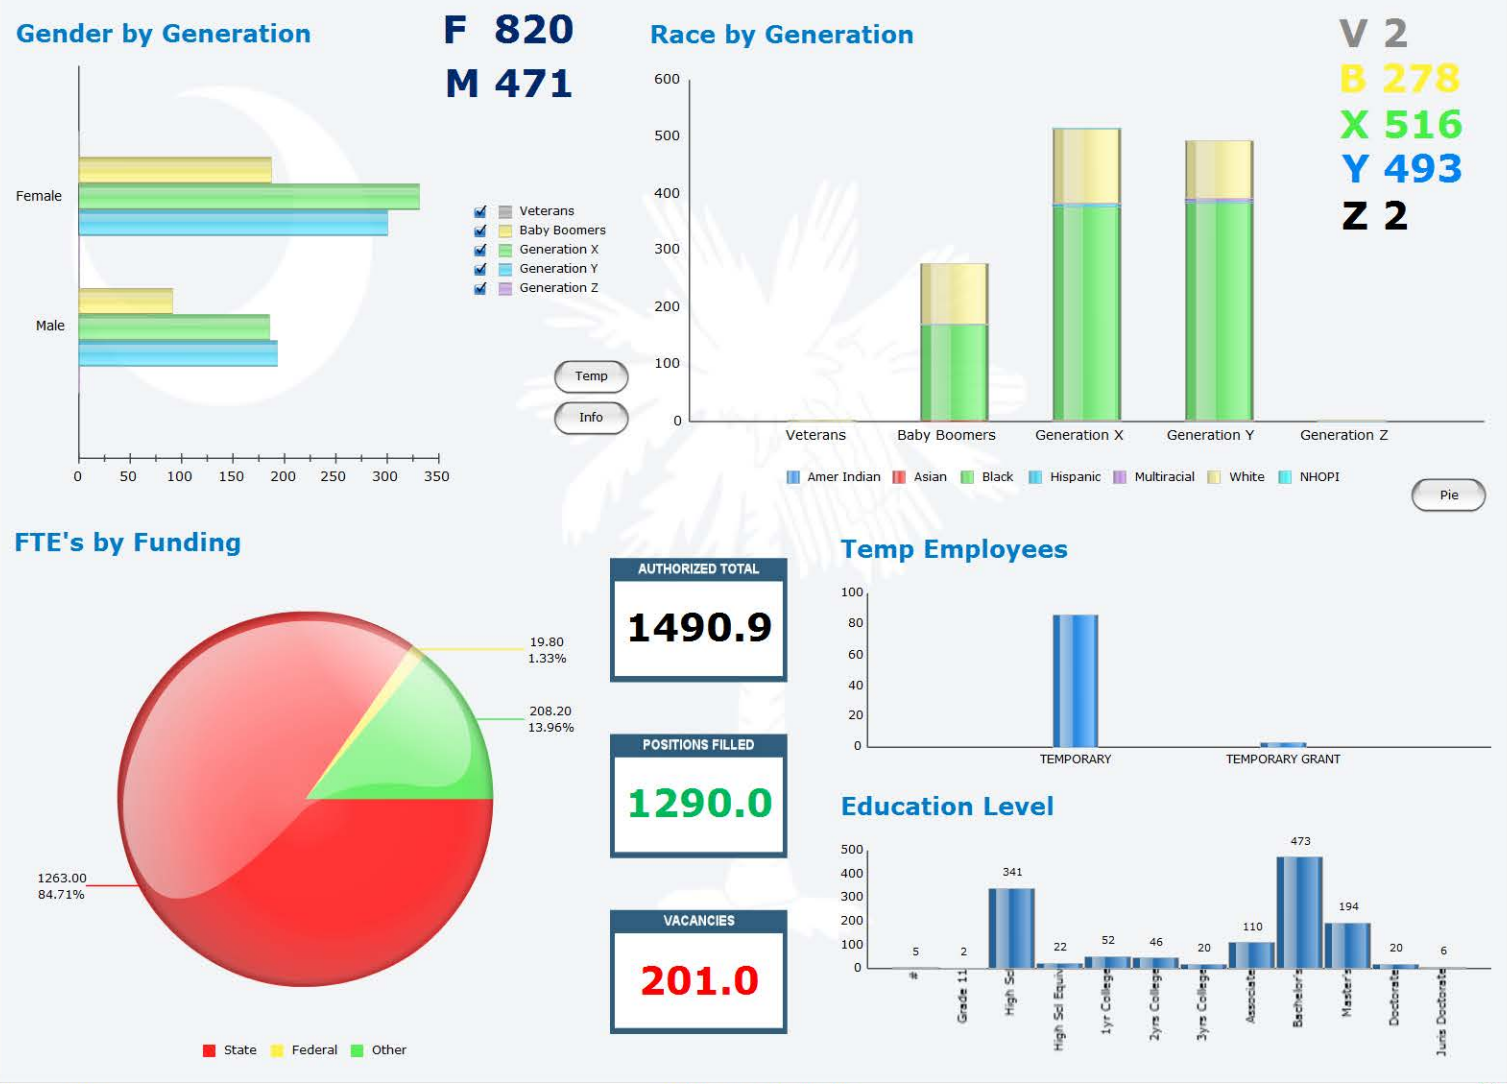 Gender by Generation
F 820
M 471
Female
Male
0 50 100 150 200 250 300 350
Veterans
Baby Boomers
Generation X
Generation Y
Generation Z
Temp
Info
Race by Generation
V 2
B 278
X 516
Y 493
Z 2
600
500
400
300
200
100
0
Veterans Baby Boomers Generation X Generation Y Generation Z
Amer Indian Asian Black Hispanic Multiracial White NHOPI
Pie
FTE's by Funding
19.80
1.33%
208.20
13.96%
1263.00
84.71%
State Federal Other
AUTHORIZED TOTAL
1490.9
POSITIONS FILLED
1290.0
VACANCIES
201.0
Temp Employees
100
80
60
40
20
0
TEMPORARY TEMPORARY GRANT
Education Level
500
400
300
200
100
0
5 2 341 22 52 46 20 110 473 194 20 6
#
Grade 11
High Scl
High Scl Equiv
1yr College
2yrs College
3yrs College
Associate
Bachelor's
Master's
Doctorate
Juris Doctorate